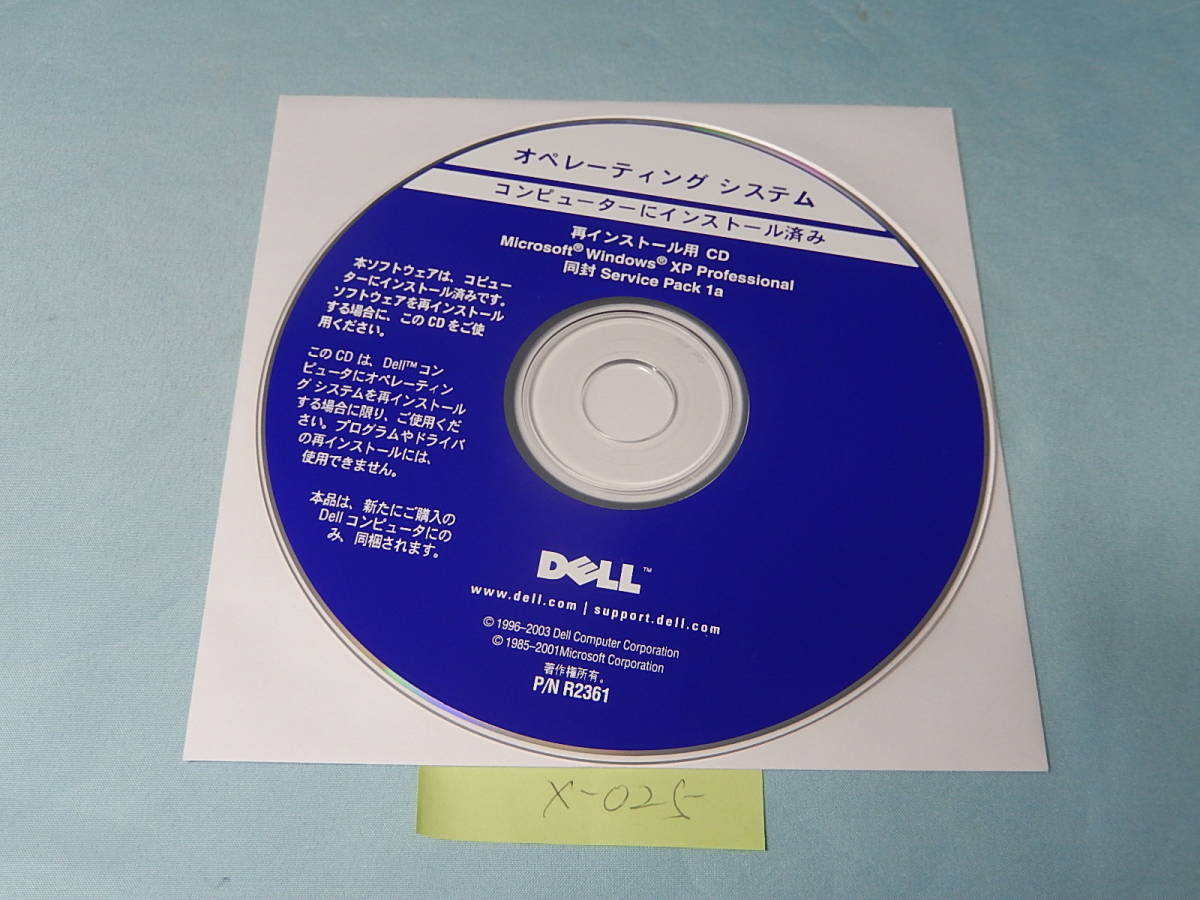 オペレーティング システム
コンピューターにインストール済み
再インストール用 CD
Microsoft® Windows® XP Professional
同封 Service Pack 1a
本ソフトウェアは、コピュー
ターにインストール済みです。
ソフトウェアを再インストール
する場合に、この CD をご使
用ください。
この CD は、Dell™ コン
ピュータにオペレーティン
グ システムを再インストール
する場合に限り、ご使用くだ
さい。プログラムやドライバ
の再インストールには、
使用できません。
本品は、新たにご購入の
Dell コンピュータにの
み、同梱されます。
DELL™
www.dell.com | support.dell.com
© 1996–2003 Dell Computer Corporation
© 1985–2001Microsoft Corporation
著作権所有。
P/N R2361
X-025